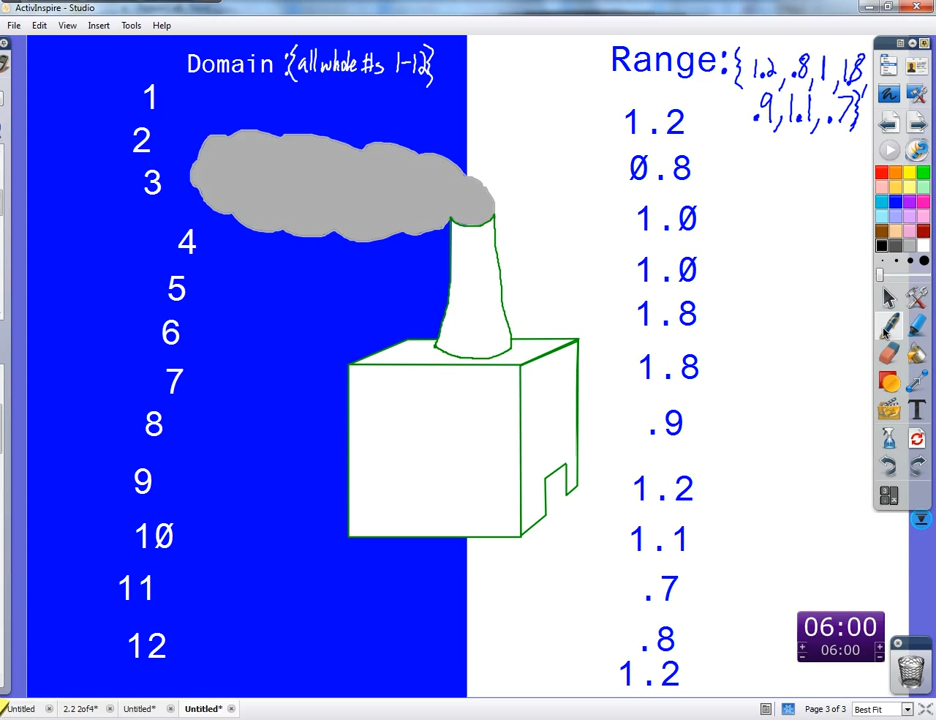 ActivInspire - Studio
File Edit View Insert Tools Help
Domain :{all whole #s 1-12}
1
2
3
4
5
6
7
8
9
1Ø
11
12
Range:{1.2, .8, 1, 1.8,
.9, 1.1, .7}
1.2
Ø.8
1.Ø
1.Ø
1.8
1.8
.9
1.2
1.1
.7
.8
1.2
06:00
06:00
Untitled 2.2 2of4* Untitled* Untitled* Page 3 of 3 Best Fit